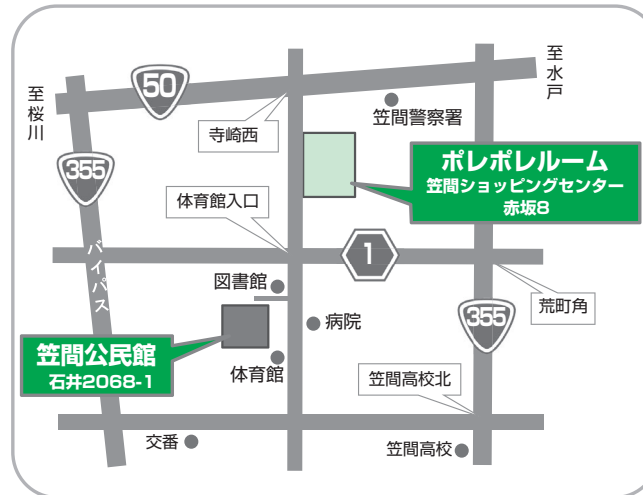 至桜川
50
至水戸
笠間警察署
寺崎西
355
ポレポレルーム
笠間ショッピングセンター
赤坂8
体育館入口
バイパス
1
図書館
荒町角
病院
355
笠間公民館
石井2068-1
体育館
笠間高校北
交番
笠間高校